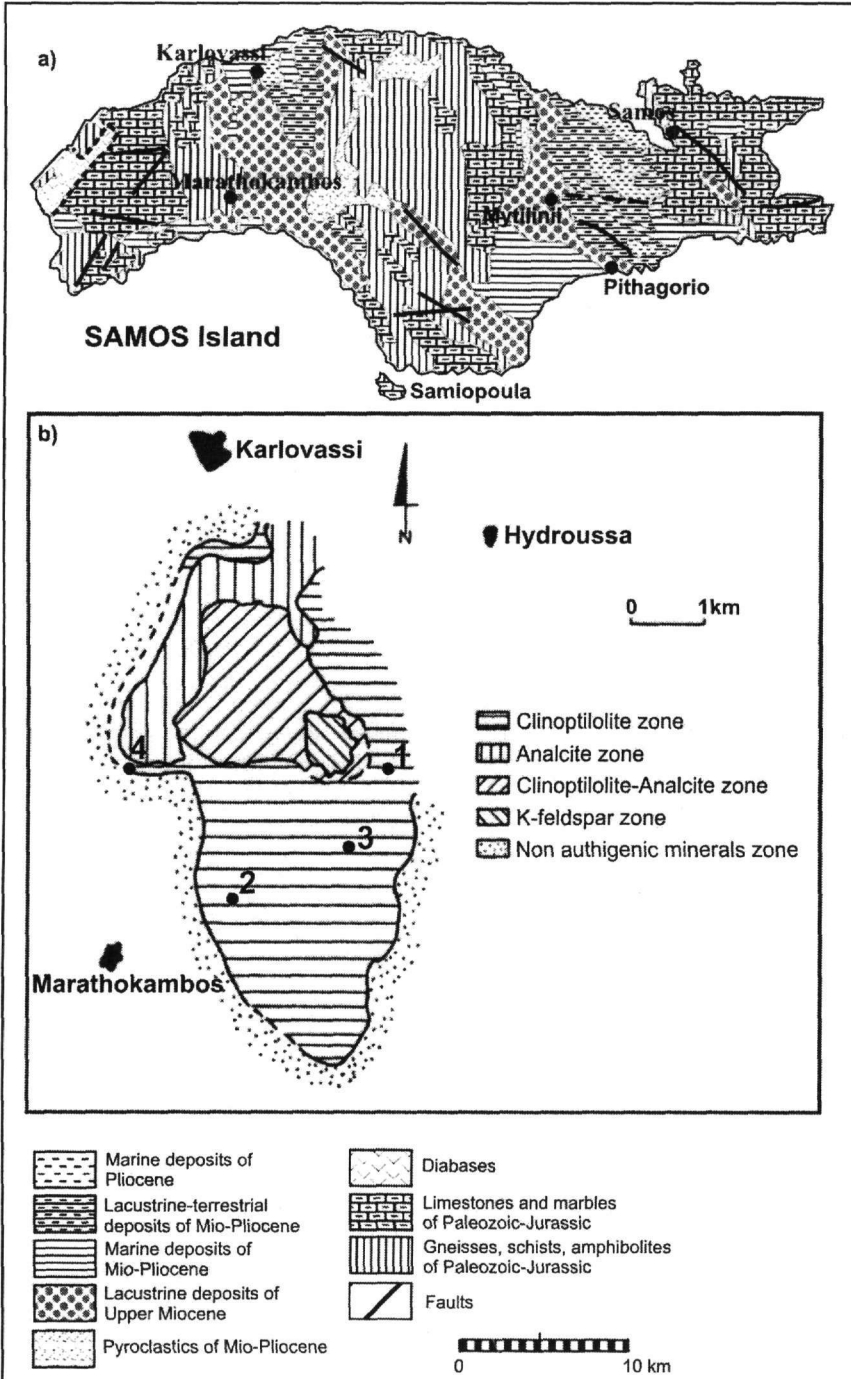 a)
Karlovassi
Samos
Marathokambos
Mytilinii
Pithagorio
SAMOS Island
Samiopoula
b)
Karlovassi
N
Hydroussa
0 1km
Clinoptilolite zone
Analcite zone
Clinoptilolite-Analcite zone
K-feldspar zone
Non authigenic minerals zone
4
1
3
2
Marathokambos
Marine deposits of
Pliocene
Lacustrine-terrestrial
deposits of Mio-Pliocene
Marine deposits of
Mio-Pliocene
Lacustrine deposits of
Upper Miocene
Pyroclastics of Mio-Pliocene
Diabases
Limestones and marbles
of Paleozoic-Jurassic
Gneisses, schists, amphibolites
of Paleozoic-Jurassic
Faults
0 10 km